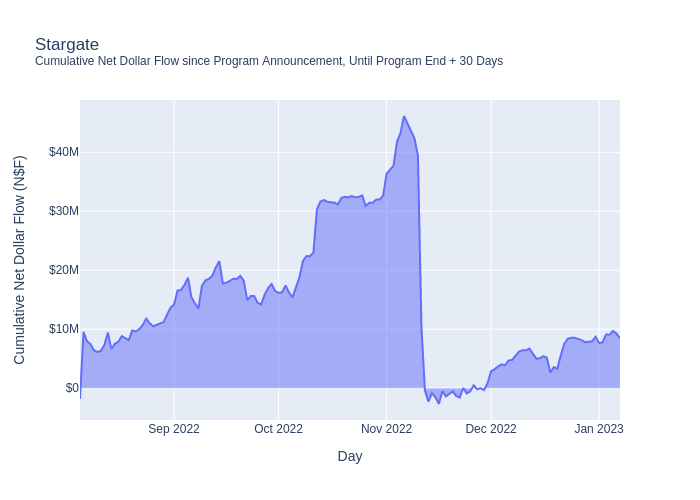 Stargate
Cumulative Net Dollar Flow since Program Announcement, Until Program End + 30 Days
Cumulative Net Dollar Flow (N$F)
$40M
$30M
$20M
$10M
$0
Sep 2022
Oct 2022
Nov 2022
Dec 2022
Jan 2023
Day